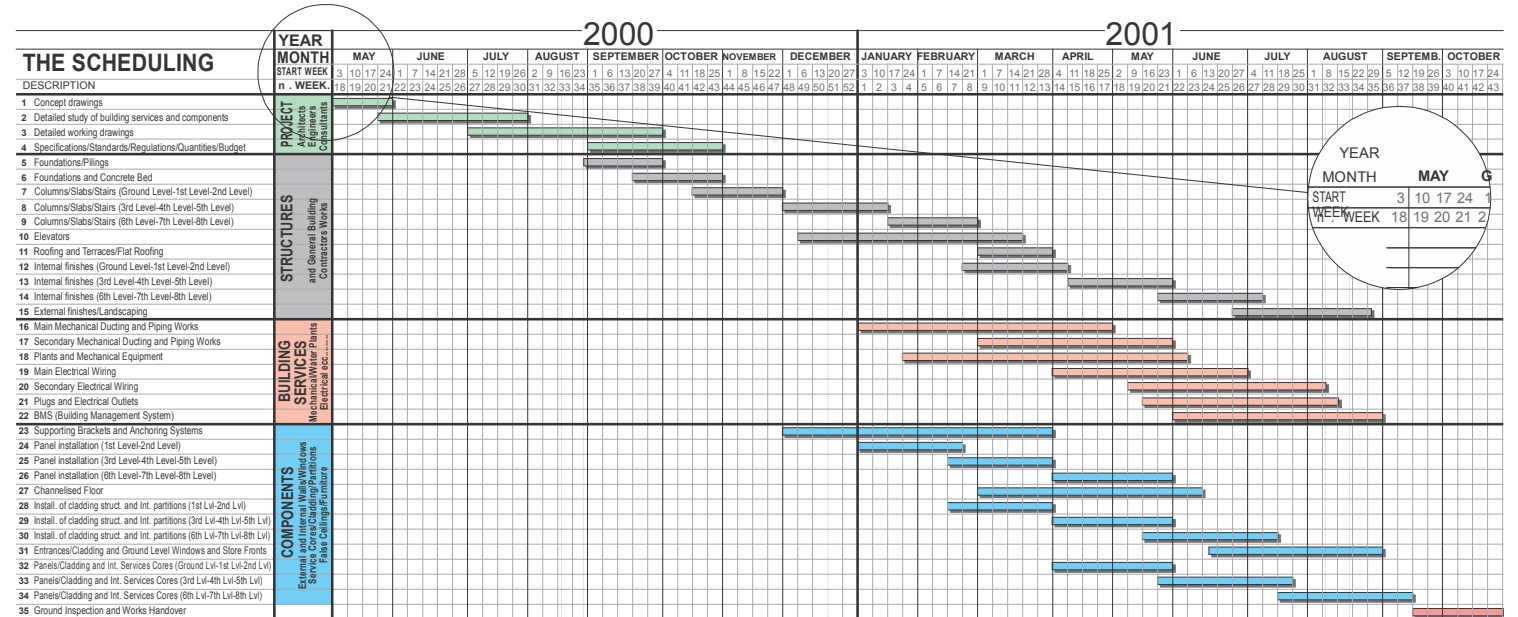 YEAR 2000 2001
THE SCHEDULING
MONTH MAY JUNE JULY AUGUST SEPTEMBER OCTOBER NOVEMBER DECEMBER JANUARY FEBRUARY MARCH APRIL MAY JUNE JULY AUGUST SEPTEMB. OCTOBER
START WEEK 3 10 17 24 1 7 14 21 28 5 12 19 26 2 9 16 23 1 6 13 20 27 4 11 18 25 1 8 15 22 1 6 13 20 27 3 10 17 24 1 7 14 21 1 7 14 21 28 4 11 18 25 2 9 16 23 1 6 13 20 27 4 11 18 25 1 8 15 22 29 5 12 19 26 3 10 17 24
DESCRIPTION n . WEEK. 18 19 20 21 22 23 24 25 26 27 28 29 30 31 32 33 34 35 36 37 38 39 40 41 42 43 44 45 46 47 48 49 50 51 52 1 2 3 4 5 6 7 8 9 10 11 12 13 14 15 16 17 18 19 20 21 22 23 24 25 26 27 28 29 30 31 32 33 34 35 36 37 38 39 40 41 42 43
1 Concept drawings
2 Detailed study of building services and components
3 Detailed working drawings
4 Specifications/Standards/Regulations/Quantities/Budget
PROJECT
Architects
Engineers
Consultants
5 Foundations/Pilings
6 Foundations and Concrete Bed
7 Columns/Slabs/Stairs (Ground Level-1st Level-2nd Level)
8 Columns/Slabs/Stairs (3rd Level-4th Level-5th Level)
9 Columns/Slabs/Stairs (6th Level-7th Level-8th Level)
10 Elevators
11 Roofing and Terraces/Flat Roofing
12 Internal finishes (Ground Level-1st Level-2nd Level)
13 Internal finishes (3rd Level-4th Level-5th Level)
14 Internal finishes (6th Level-7th Level-8th Level)
15 External finishes/Landscaping
STRUCTURES
and General Building
Contractors Works
16 Main Mechanical Ducting and Piping Works
17 Secondary Mechanical Ducting and Piping Works
18 Plants and Mechanical Equipment
19 Main Electrical Wiring
20 Secondary Electrical Wiring
21 Plugs and Electrical Outlets
22 BMS (Building Management System)
BUILDING
SERVICES
Mechanical/Water Plants
Electrical ecc.......
23 Supporting Brackets and Anchoring Systems
24 Panel installation (1st Level-2nd Level)
25 Panel installation (3rd Level-4th Level-5th Level)
26 Panel installation (6th Level-7th Level-8th Level)
27 Channelised Floor
28 Install. of cladding struct. and Int. partitions (1st Lvl-2nd Lvl)
29 Install. of cladding struct. and Int. partitions (3rd Lvl-4th Lvl-5th Lvl)
30 Install. of cladding struct. and Int. partitions (6th Lvl-7th Lvl-8th Lvl)
31 Entrances/Cladding and Ground Level Windows and Store Fronts
32 Panels/Cladding and Int. Services Cores (Ground Lvl-1st Lvl-2nd Lvl)
33 Panels/Cladding and Int. Services Cores (3rd Lvl-4th Lvl-5th Lvl)
34 Panels/Cladding and Int. Services Cores (6th Lvl-7th Lvl-8th Lvl)
COMPONENTS
External and Internal Walls/Windows
Service Cores/Cladding/Partitions
False Ceilings/Furniture
35 Ground Inspection and Works Handover
YEAR
MONTH MAY G
START WEEK 3 10 17 24 1
n . WEEK 18 19 20 21 2